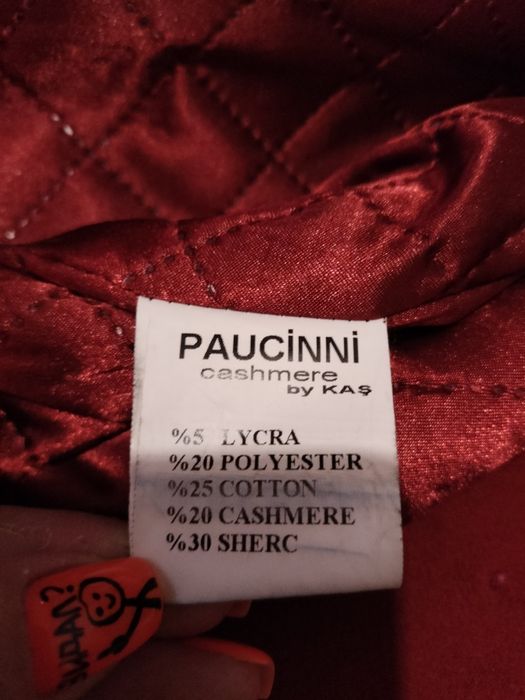 PAUCİNNİ
cashmere
by KAŞ
%5 LYCRA
%20 POLYESTER
%25 COTTON
%20 CASHMERE
%30 SHERC